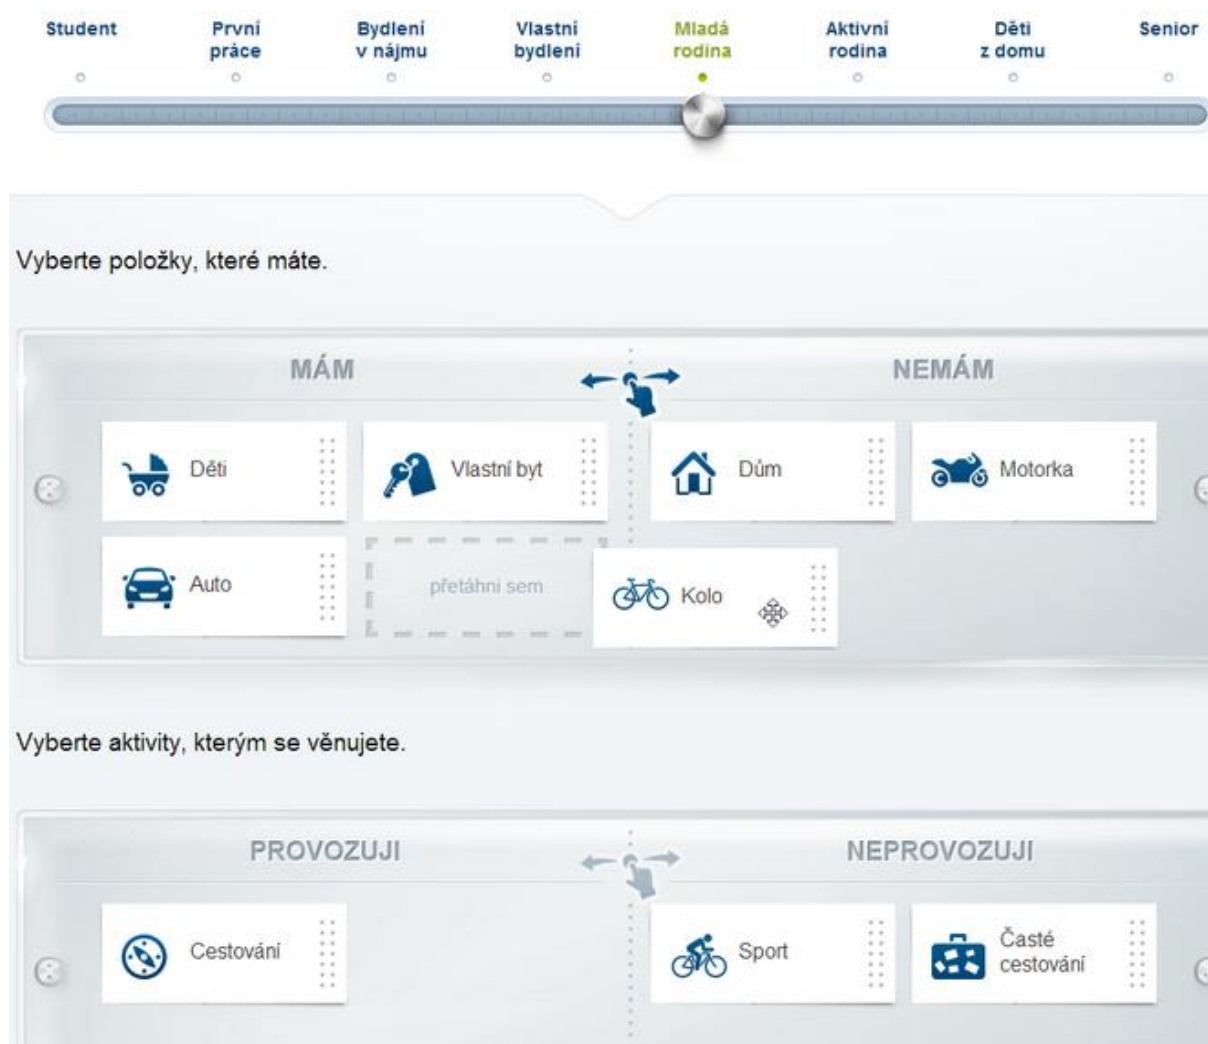 Student
První
práce
Bydlení
v nájmu
Vlastní
bydlení
Mladá
rodina
Aktivní
rodina
Děti
z domu
Senior
Vyberte položky, které máte.
MÁM
NEMÁM
Děti
Vlastní byt
Dům
Motorka
Auto
přetáhni sem
Kolo
Vyberte aktivity, kterým se věnujete.
PROVOZUJI
NEPROVOZUJI
Cestování
Sport
Časté
cestování